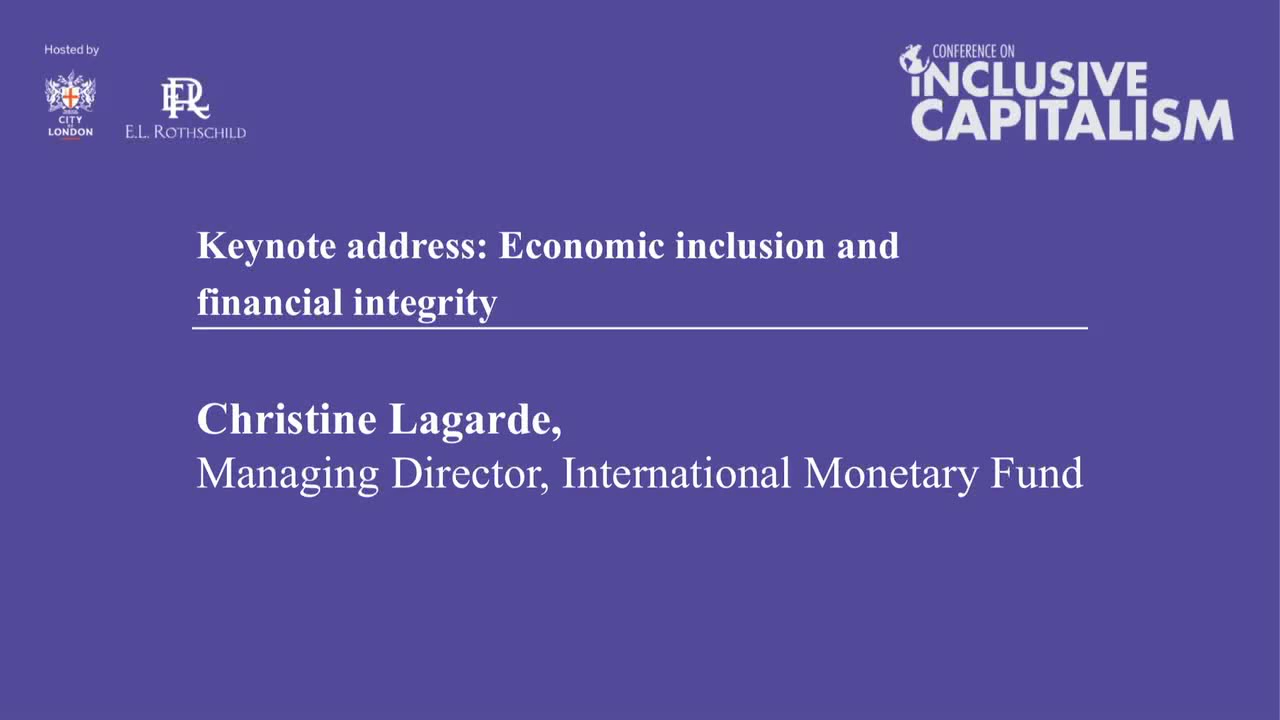 Hosted by
CITY
LONDON
E.L. ROTHSCHILD
CONFERENCE ON
INCLUSIVE
CAPITALISM
Keynote address: Economic inclusion and
financial integrity
Christine Lagarde,
Managing Director, International Monetary Fund